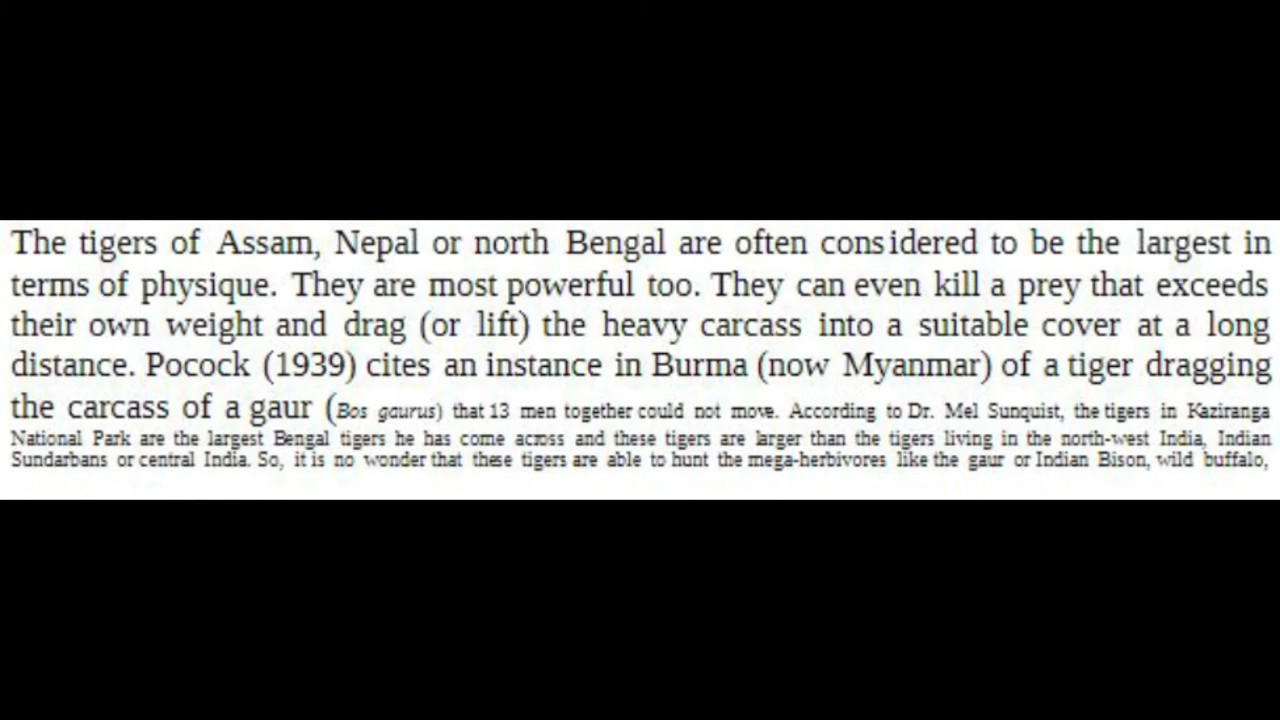 The tigers of Assam, Nepal or north Bengal are often considered to be the largest in
terms of physique. They are most powerful too. They can even kill a prey that exceeds
their own weight and drag (or lift) the heavy carcass into a suitable cover at a long
distance. Pocock (1939) cites an instance in Burma (now Myanmar) of a tiger dragging
the carcass of a gaur (Bos gaurus) that 13 men together could not move. According to Dr. Mel Sunquist, the tigers in Kaziranga
National Park are the largest Bengal tigers he has come across and these tigers are larger than the tigers living in the north-west India, Indian
Sundarbans or central India. So, it is no wonder that these tigers are able to hunt the mega-herbivores like the gaur or Indian Bison, wild buffalo,